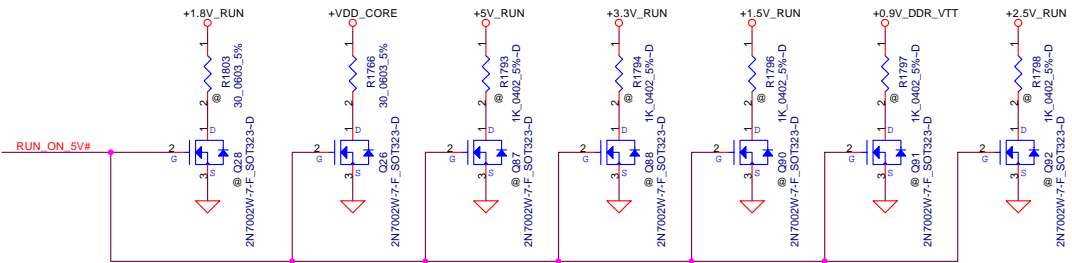 +1.8V_RUN
1
R1803
30_0603_5%
@
2
RUN_ON_5V#
1
D
2
G
S
3
@ Q28
2N7002W-7-F_SOT323~D
+VDD_CORE
1
R1766
30_0603_5%
2
1
D
2
G
S
3
Q26
2N7002W-7-F_SOT323~D
+5V_RUN
1
R1793
1K_0402_5%~D
@
2
1
D
2
G
S
3
@ Q87
2N7002W-7-F_SOT323~D
+3.3V_RUN
1
R1794
1K_0402_5%~D
@
2
1
D
2
G
S
3
@ Q88
2N7002W-7-F_SOT323~D
+1.5V_RUN
1
R1796
1K_0402_5%~D
@
2
1
D
2
G
S
3
@ Q90
2N7002W-7-F_SOT323~D
+0.9V_DDR_VTT
1
R1797
1K_0402_5%~D
@
2
1
D
2
G
S
3
@ Q91
2N7002W-7-F_SOT323~D
+2.5V_RUN
1
R1798
1K_0402_5%~D
@
2
1
D
2
G
S
3
@ Q92
2N7002W-7-F_SOT323~D